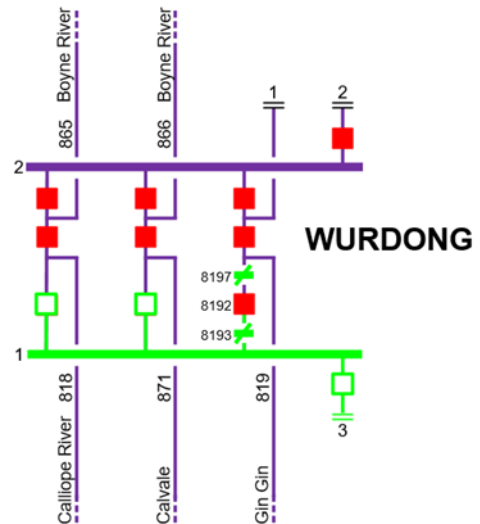 Boyne River
Boyne River
865
866
1
2
2
WURDONG
8197
8192
8193
1
818
871
819
3
Calliope River
Calvale
Gin Gin